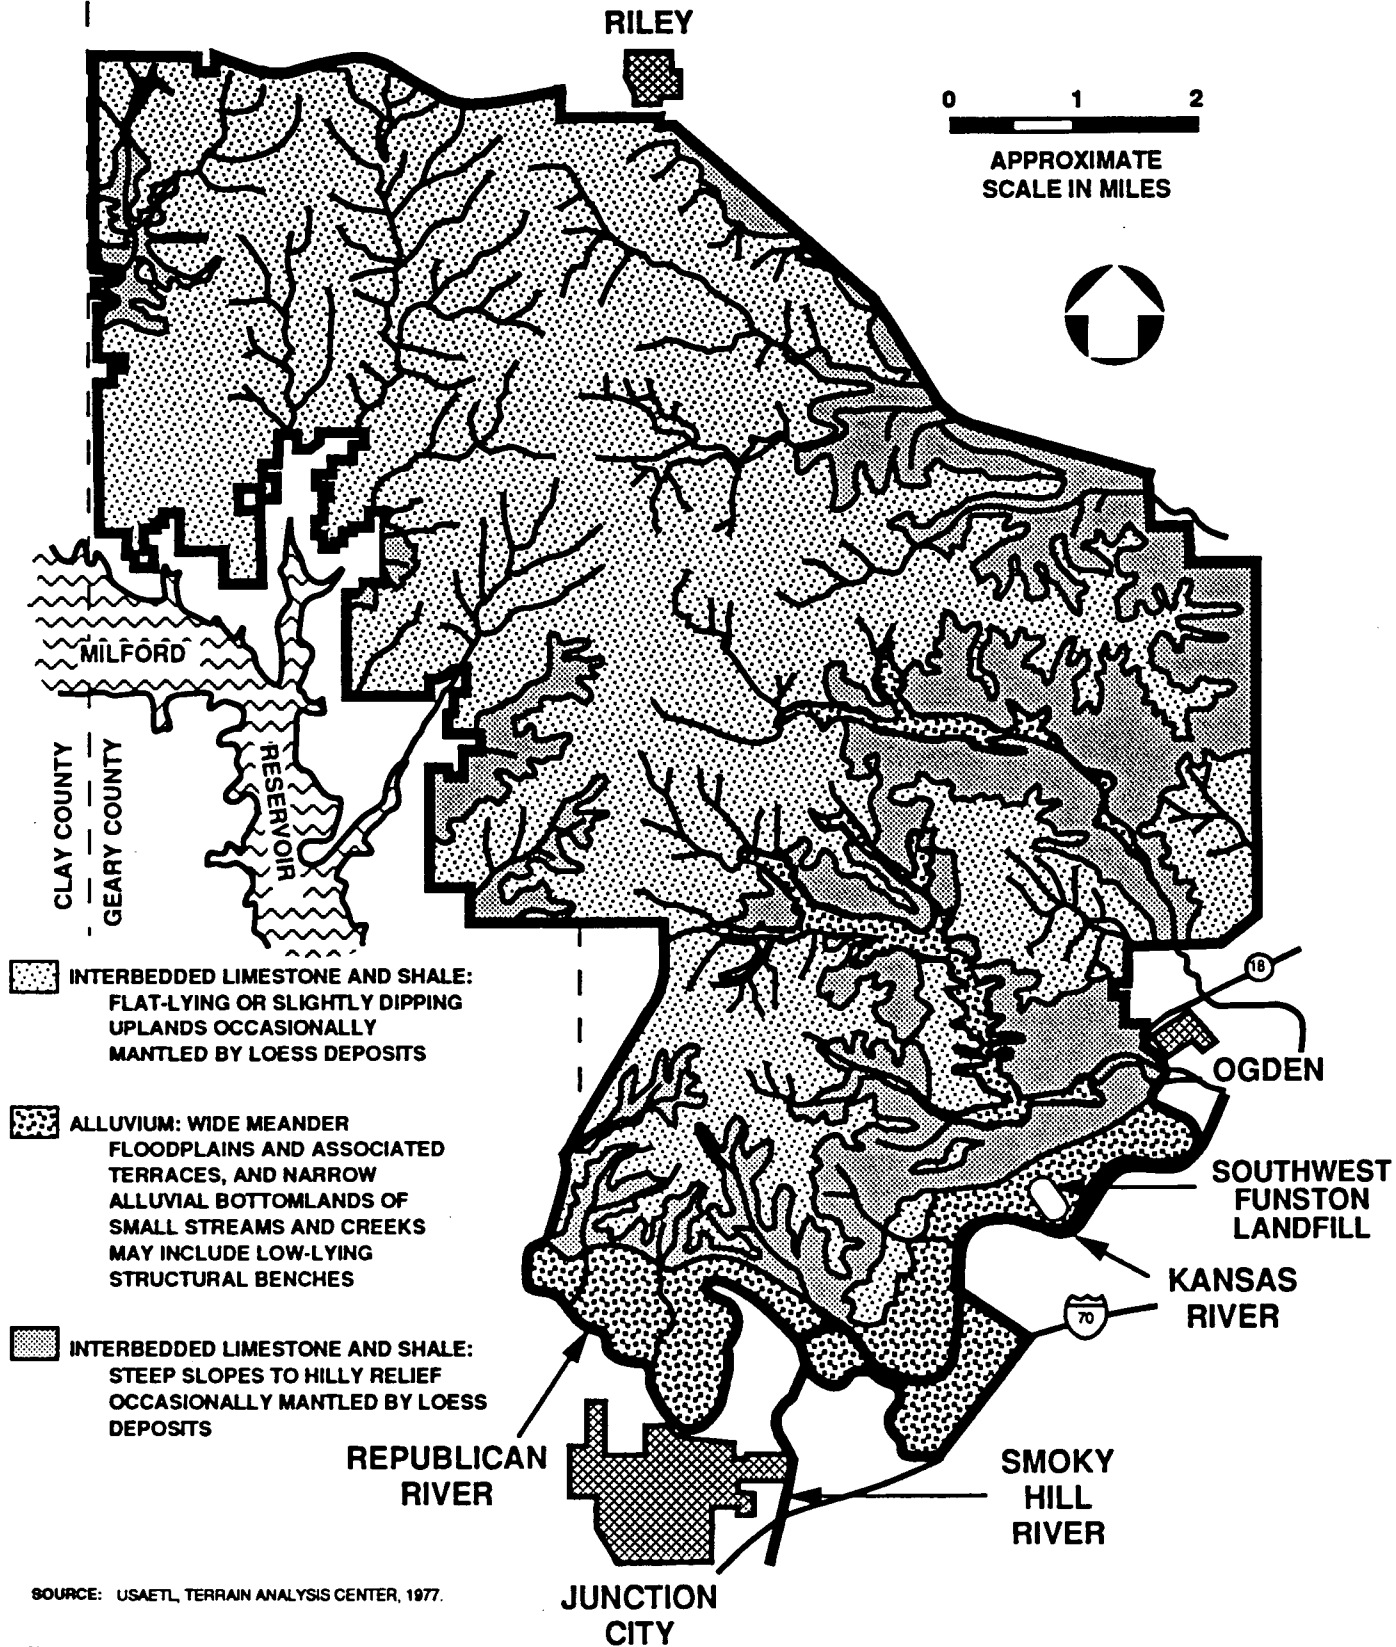 RILEY
0 1 2
APPROXIMATE
SCALE IN MILES
MILFORD
RESERVOIR
CLAY COUNTY
GEARY COUNTY
INTERBEDDED LIMESTONE AND SHALE:
FLAT-LYING OR SLIGHTLY DIPPING
UPLANDS OCCASIONALLY
MANTLED BY LOESS DEPOSITS
18
OGDEN
ALLUVIUM: WIDE MEANDER
FLOODPLAINS AND ASSOCIATED
TERRACES, AND NARROW
ALLUVIAL BOTTOMLANDS OF
SMALL STREAMS AND CREEKS
MAY INCLUDE LOW-LYING
STRUCTURAL BENCHES
SOUTHWEST
FUNSTON
LANDFILL
KANSAS
RIVER
70
INTERBEDDED LIMESTONE AND SHALE:
STEEP SLOPES TO HILLY RELIEF
OCCASIONALLY MANTLED BY LOESS
DEPOSITS
REPUBLICAN
RIVER
SMOKY
HILL
RIVER
JUNCTION
CITY
SOURCE: USAETL, TERRAIN ANALYSIS CENTER, 1977.